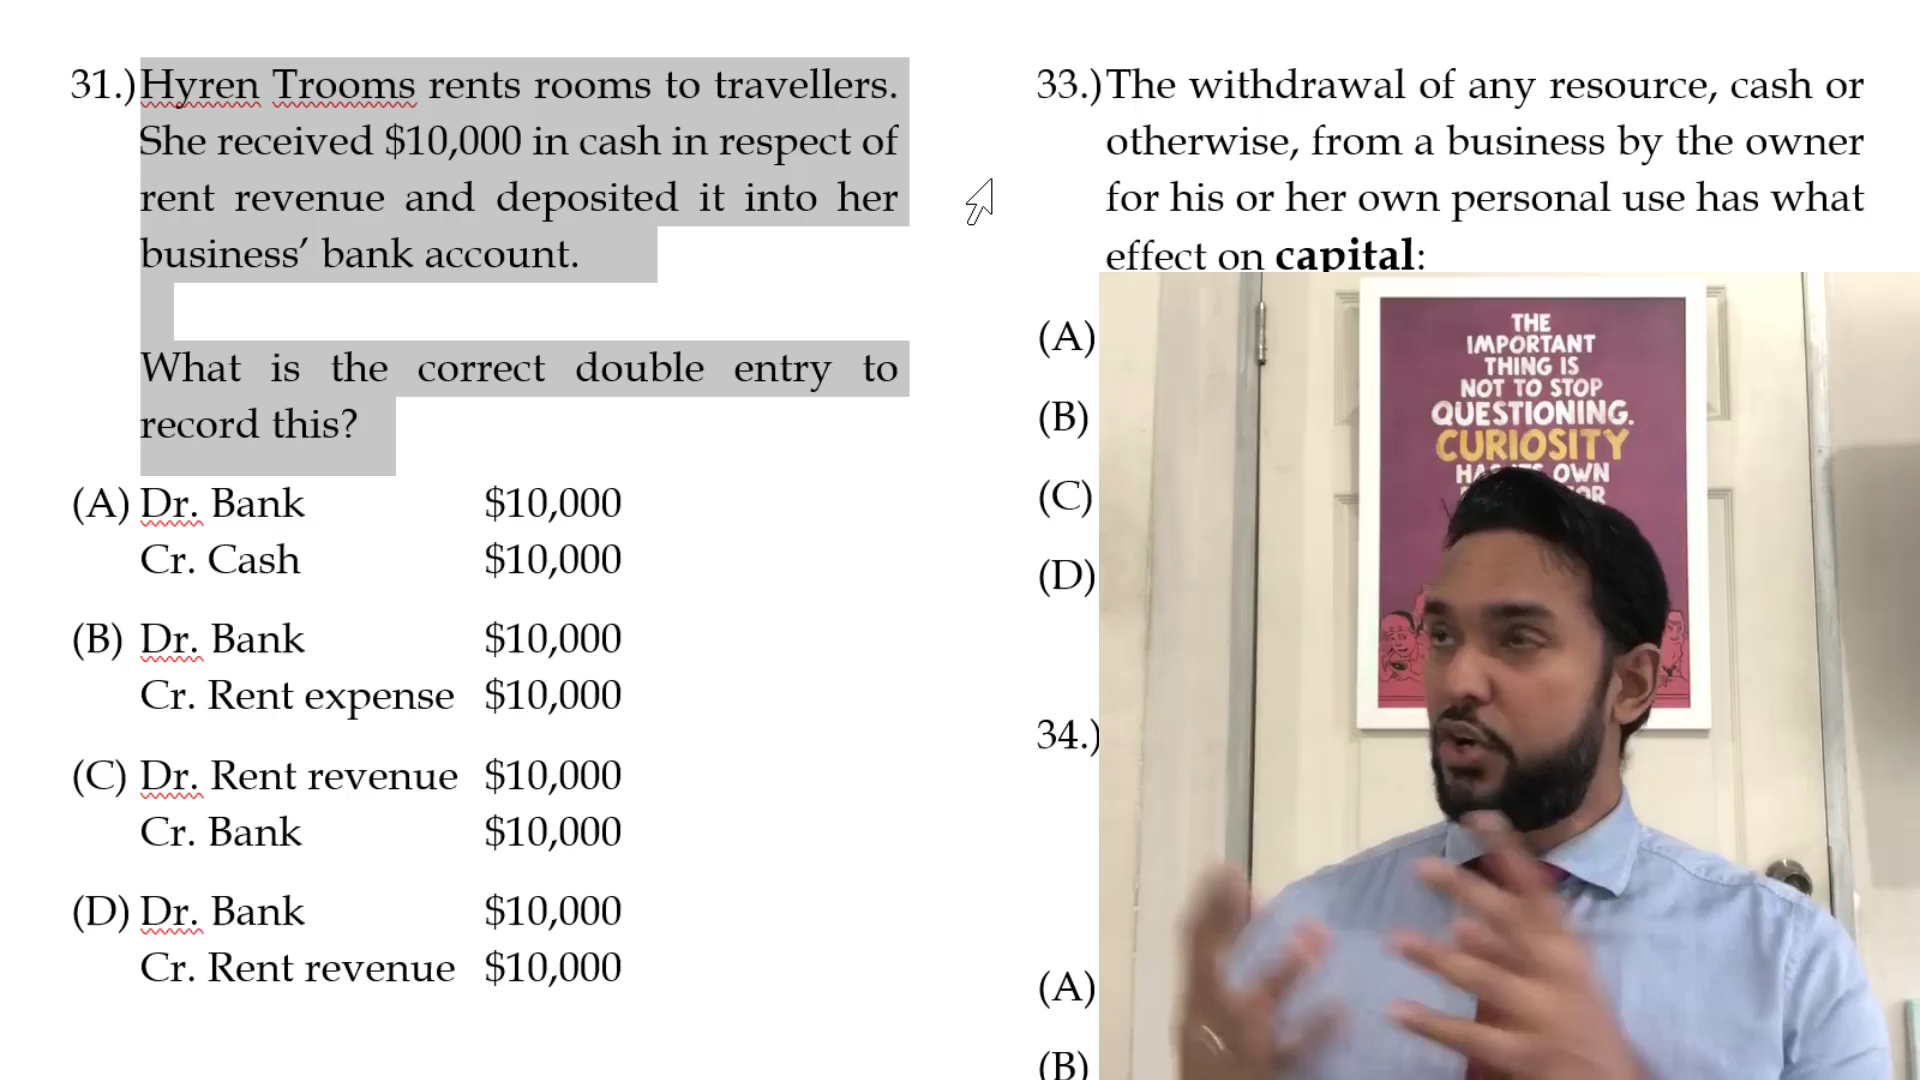 31.) Hyren Trooms rents rooms to travellers.
She received $10,000 in cash in respect of
rent revenue and deposited it into her
business’ bank account.
What is the correct double entry to
record this?
(A) Dr. Bank $10,000
Cr. Cash $10,000
(B) Dr. Bank $10,000
Cr. Rent expense $10,000
(C) Dr. Rent revenue $10,000
Cr. Bank $10,000
(D) Dr. Bank $10,000
Cr. Rent revenue $10,000
33.) The withdrawal of any resource, cash or
otherwise, from a business by the owner
for his or her own personal use has what
effect on capital:
(A)
(B)
(C)
(D)
34.)
(A)
(B)
THE
IMPORTANT
THING IS
NOT TO STOP
QUESTIONING.
CURIOSITY
OWN